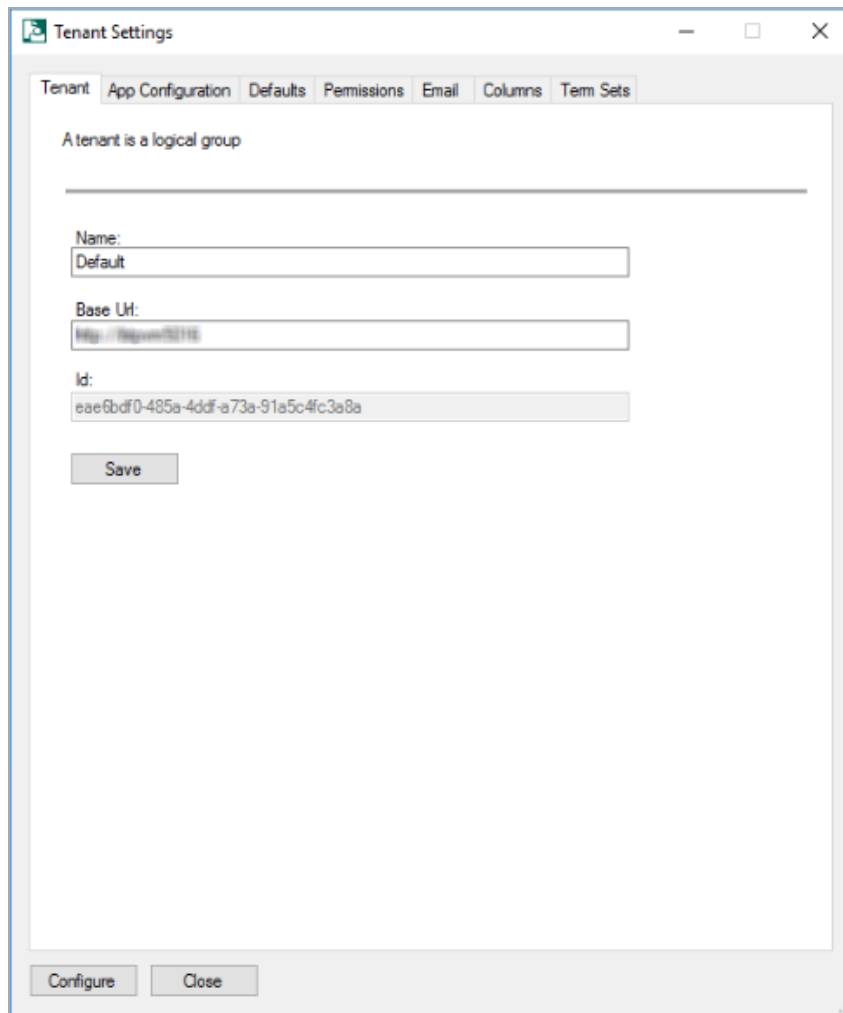 Tenant Settings
Tenant App Configuration Defaults Permissions Email Columns Term Sets
A tenant is a logical group
Name:
Default
Base Url:
Id:
eae6bdf0-485a-4ddf-a73a-91a5c4fc3a8a
Save
Configure Close